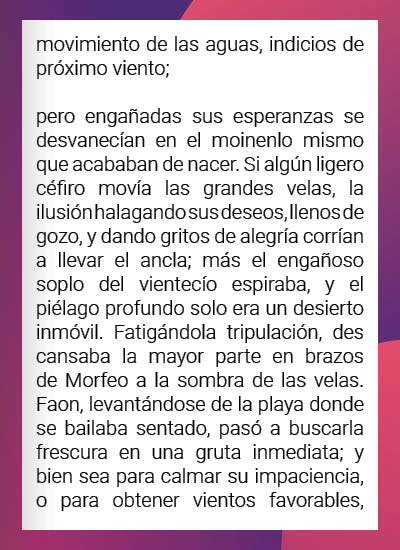 movimiento de las aguas, indicios de
próximo viento;
pero engañadas sus esperanzas se
desvanecían en el moinenlo mismo
que acababan de nacer. Si algún ligero
céfiro movía las grandes velas, la
ilusión halagando sus deseos, llenos de
gozo, y dando gritos de alegría corrían
a llevar el ancla; más el engañoso
soplo del vientecío espiraba, y el
piélago profundo solo era un desierto
inmóvil. Fatigándola tripulación, des
cansaba la mayor parte en brazos
de Morfeo a la sombra de las velas.
Faon, levantándose de la playa donde
se bailaba sentado, pasó a buscarla
frescura en una gruta inmediata; y
bien sea para calmar su impaciencia,
o para obtener vientos favorables,